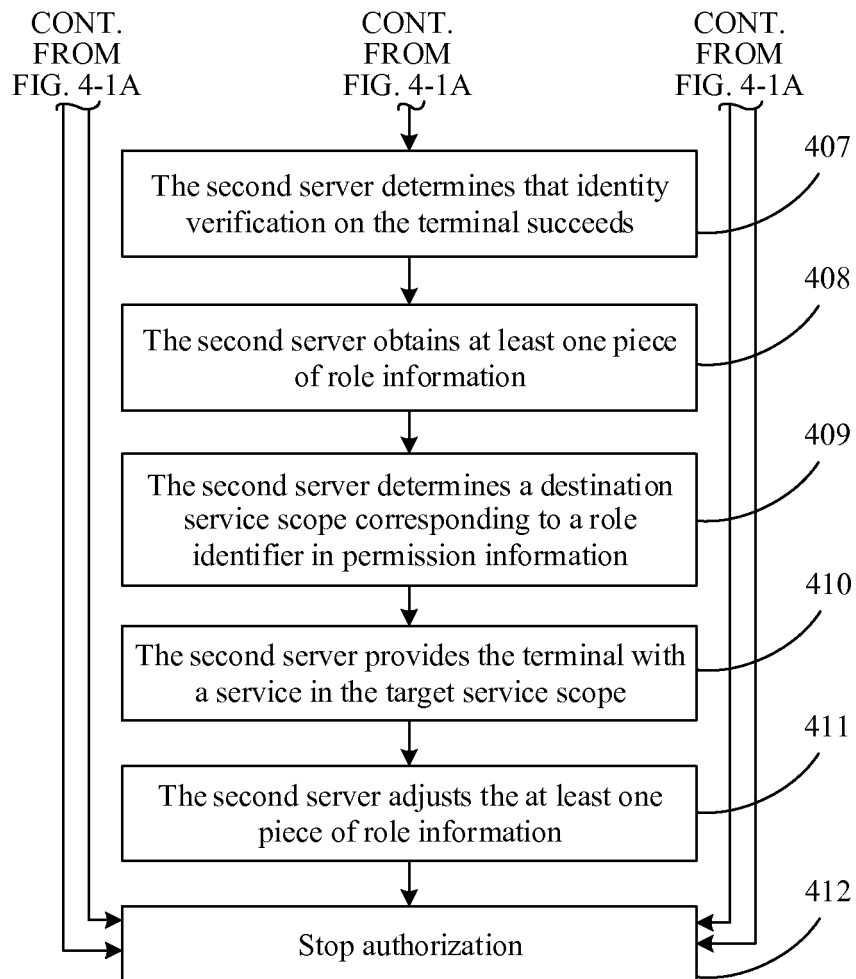 CONT.
FROM
FIG. 4-1A
CONT.
FROM
FIG. 4-1A
CONT.
FROM
FIG. 4-1A
407
The second server determines that identity
verification on the terminal succeeds
408
The second server obtains at least one piece
of role information
409
The second server determines a destination
service scope corresponding to a role
identifier in permission information
410
The second server provides the terminal with
a service in the target service scope
411
The second server adjusts the at least one
piece of role information
412
Stop authorization